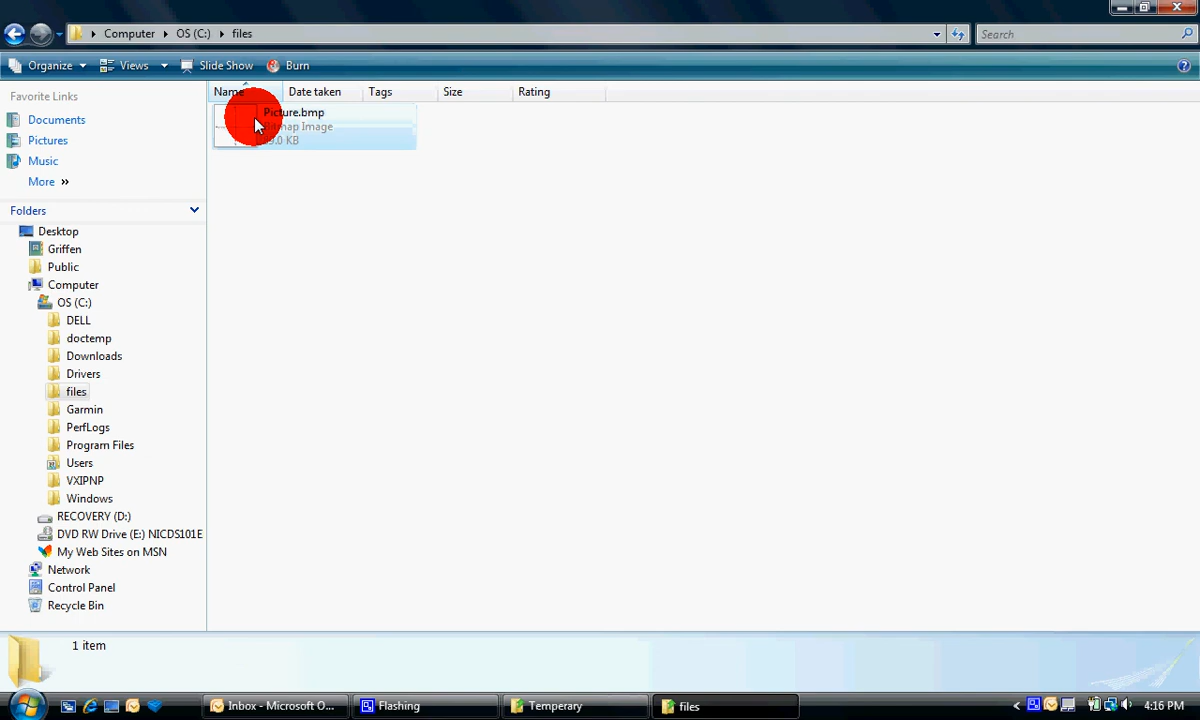 Computer OS (C:) files Search
Organize Views Slide Show Burn
Favorite Links
Documents
Pictures
Music
More »
Folders
Desktop
Griffen
Public
Computer
OS (C:)
DELL
doctemp
Downloads
Drivers
files
Garmin
PerfLogs
Program Files
Users
VXIPNP
Windows
RECOVERY (D:)
DVD RW Drive (E:) NICDS101E
My Web Sites on MSN
Network
Control Panel
Recycle Bin
Name Date taken Tags Size Rating
Picture.bmp
Bitmap Image
KB
1 item
Inbox - Microsoft O... Flashing Temperary files 4:16 PM